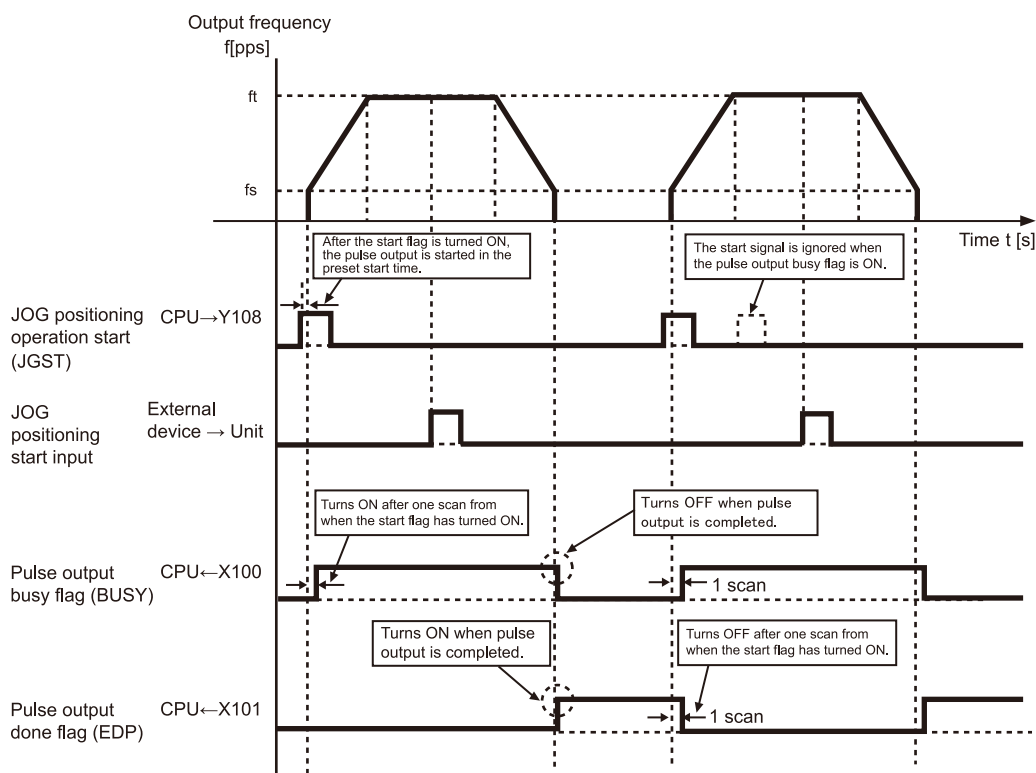 Output frequency
f[pps]
ft
fs
Time t [s]
After the start flag is turned ON,
the pulse output is started in the
preset start time.
The start signal is ignored when
the pulse output busy flag is ON.
JOG positioning
operation start
(JGST)
CPU→Y108
JOG
positioning
start input
External
device → Unit
Turns ON after one scan from
when the start flag has turned ON.
Turns OFF when pulse
output is completed.
Pulse output
busy flag (BUSY)
CPU←X100
1 scan
Turns ON when pulse
output is completed.
Turns OFF after one scan from
when the start flag has turned ON.
Pulse output
done flag (EDP)
CPU←X101
1 scan